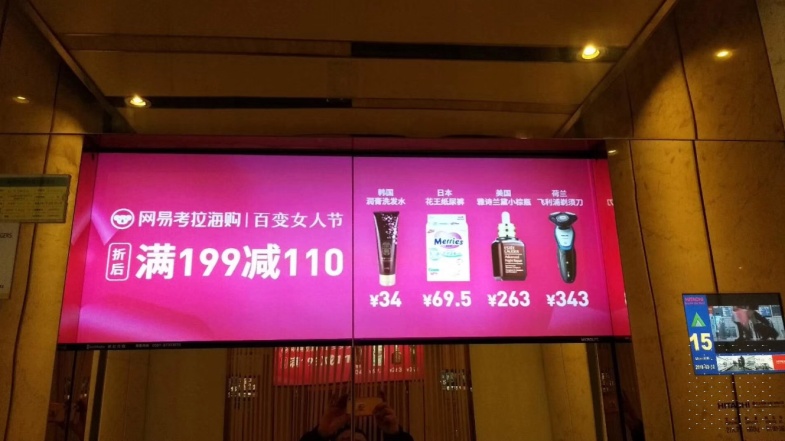 网易考拉海购|百变女人节
折后
满199减110
韩国
润膏洗发水
¥34
日本
花王纸尿裤
Merries
¥69.5
美国
雅诗兰黛小棕瓶
¥263
荷兰
飞利浦剃须刀
¥343
HITACHI
15
HITACHI